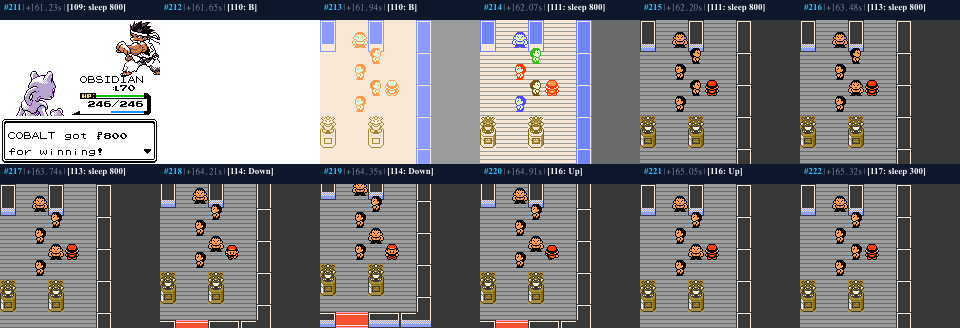 #211 | +161.23s | [109: sleep 800]
#212 | +161.65s | [110: B]
#213 | +161.94s | [110: B]
#214 | +162.07s | [111: sleep 800]
#215 | +162.20s | [111: sleep 800]
#216 | +163.48s | [113: sleep 800]
OBSIDIAN
:L70
HP:
246/246
COBALT got ₽800
for winning!
#217 | +163.74s | [113: sleep 800]
#218 | +164.21s | [114: Down]
#219 | +164.35s | [114: Down]
#220 | +164.91s | [116: Up]
#221 | +165.05s | [116: Up]
#222 | +165.32s | [117: sleep 300]